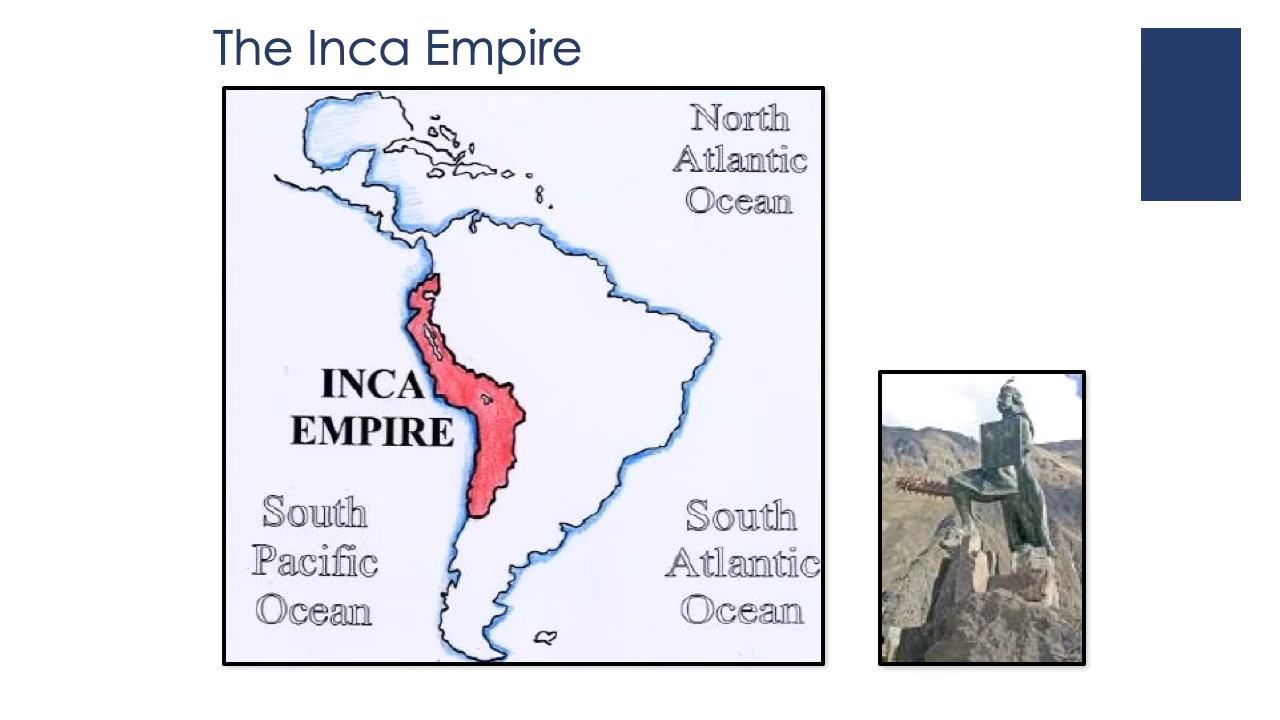 The Inca Empire
North
Atlantic
Ocean
INCA
EMPIRE
South
Pacific
Ocean
South
Atlantic
Ocean